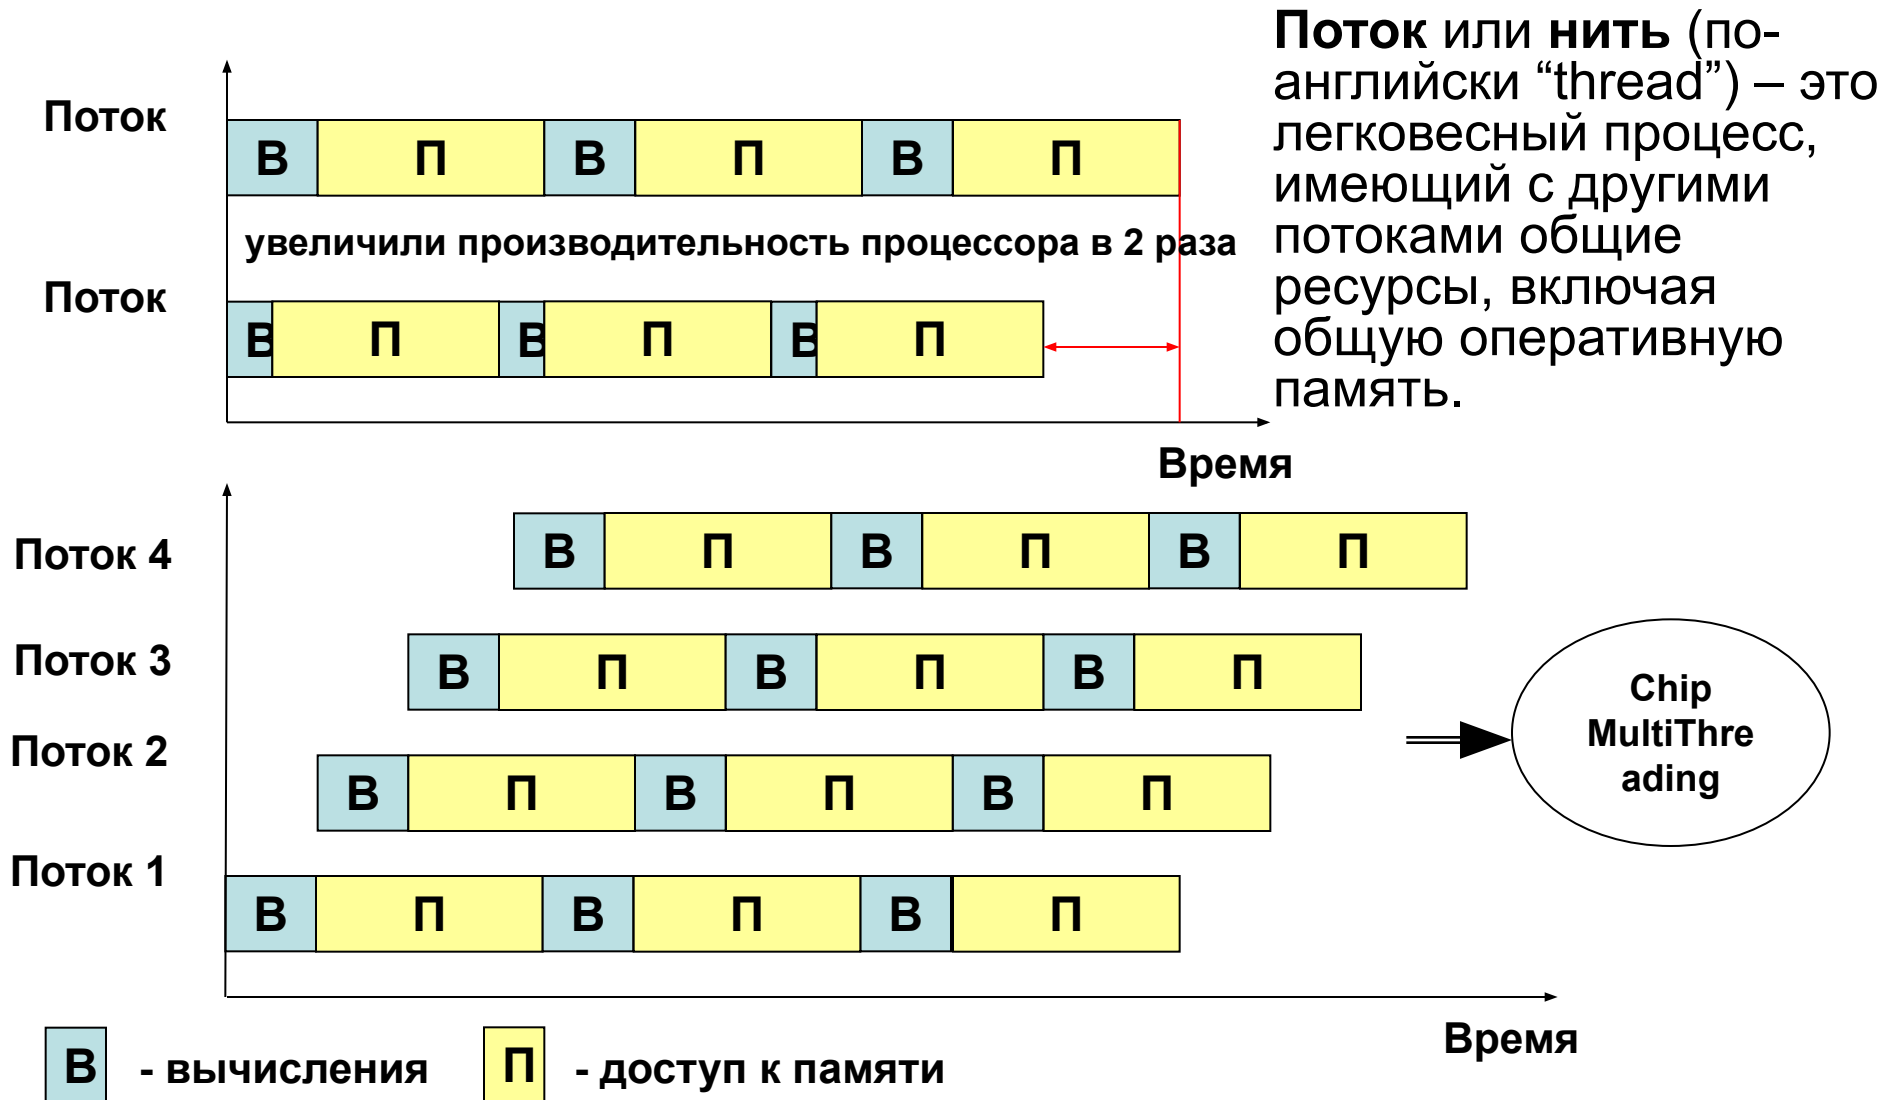 Поток или нить (по-
английски “thread”) – это
легковесный процесс,
имеющий с другими
потоками общие
ресурсы, включая
общую оперативную
память.
Поток
В П В П В П
увеличили производительность процессора в 2 раза
Поток
В П В П В П
Время
Поток 4
В П В П В П
Поток 3
В П В П В П
Поток 2
В П В П В П
Поток 1
В П В П В П
Chip
MultiThre
ading
Время
В - вычисления П - доступ к памяти